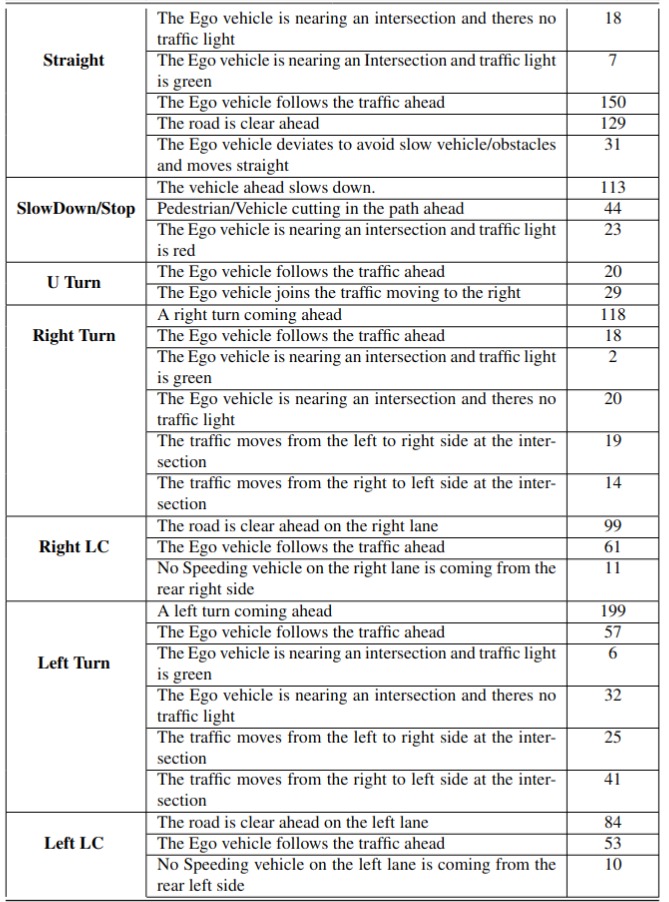 The Ego vehicle is nearing an intersection and theres no 18
traffic light
Straight The Ego vehicle is nearing an Intersection and traffic light 7
is green
The Ego vehicle follows the traffic ahead 150
The road is clear ahead 129
The Ego vehicle deviates to avoid slow vehicle/obstacles 31
and moves straight
The vehicle ahead slows down. 113
SlowDown/Stop Pedestrian/Vehicle cutting in the path ahead 44
The Ego vehicle is nearing an intersection and traffic light 23
is red
U Turn The Ego vehicle follows the traffic ahead 20
The Ego vehicle joins the traffic moving to the right 29
A right turn coming ahead 118
Right Turn The Ego vehicle follows the traffic ahead 18
The Ego vehicle is nearing an intersection and traffic light 2
is green
The Ego vehicle is nearing an intersection and theres no 20
traffic light
The traffic moves from the left to right side at the inter- 19
section
The traffic moves from the right to left side at the inter- 14
section
The road is clear ahead on the right lane 99
Right LC The Ego vehicle follows the traffic ahead 61
No Speeding vehicle on the right lane is coming from the 11
rear right side
A left turn coming ahead 199
The Ego vehicle follows the traffic ahead 57
Left Turn The Ego vehicle is nearing an intersection and traffic light 6
is green
The Ego vehicle is nearing an intersection and theres no 32
traffic light
The traffic moves from the left to right side at the inter- 25
section
The traffic moves from the right to left side at the inter- 41
section
The road is clear ahead on the left lane 84
Left LC The Ego vehicle follows the traffic ahead 53
No Speeding vehicle on the left lane is coming from the 10
rear left side